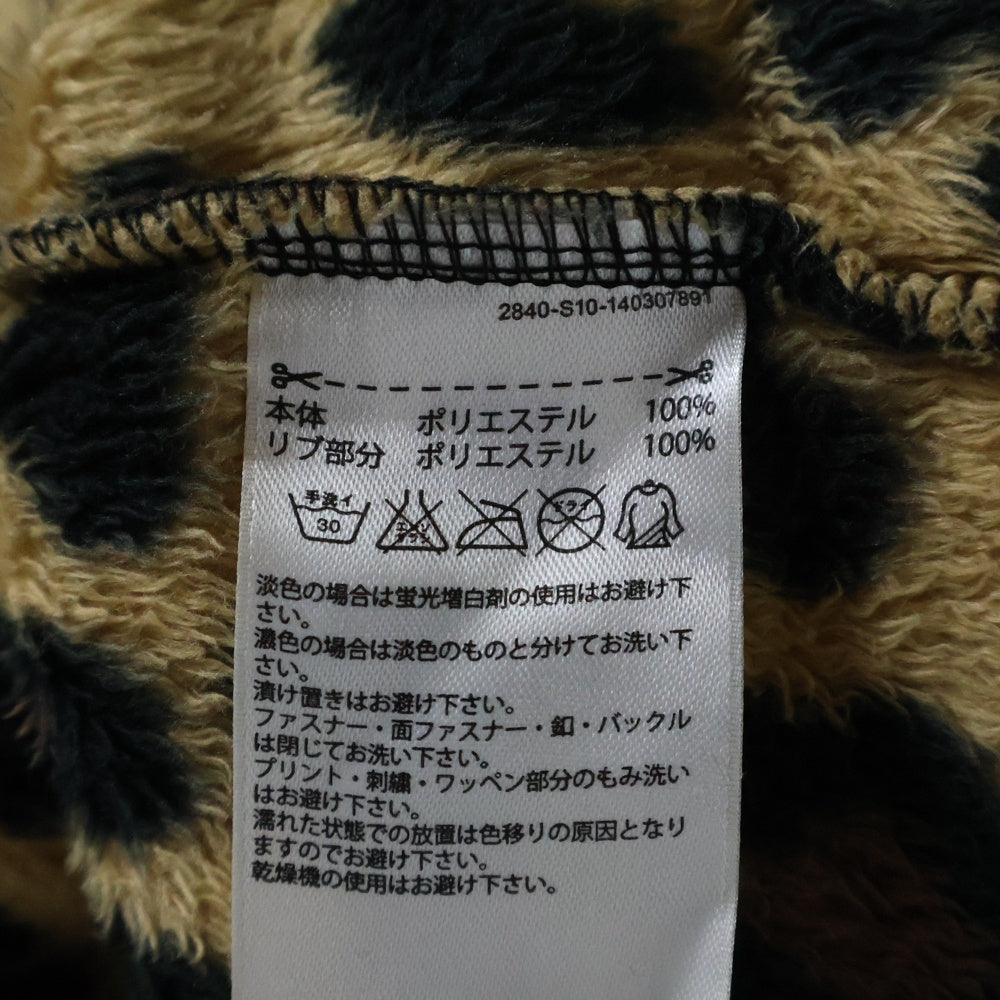 2840-S10-140307891
本体 ポリエステル 100%
リブ部分 ポリエステル 100%
手洗イ 30 エンソサラシ ドライ
淡色の場合は蛍光増白剤の使用はお避け下
さい。
濃色の場合は淡色のものと分けてお洗い下
さい。
漬け置きはお避け下さい。
ファスナー・面ファスナー・釦・バックル
は閉じてお洗い下さい。
プリント・刺繍・ワッペン部分のもみ洗い
はお避け下さい。
濡れた状態での放置は色移りの原因となり
ますのでお避け下さい。
乾燥機の使用はお避け下さい。